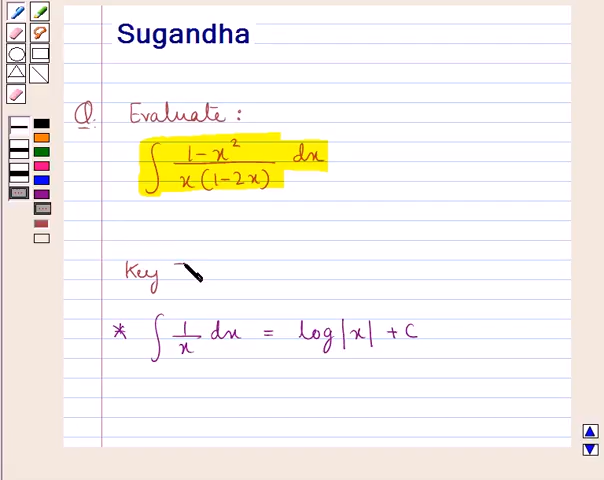 Sugandha
Q. Evaluate :
∫ (1-x²)/(x(1-2x)) dx
Key
* ∫ 1/x dx = log|x| + C